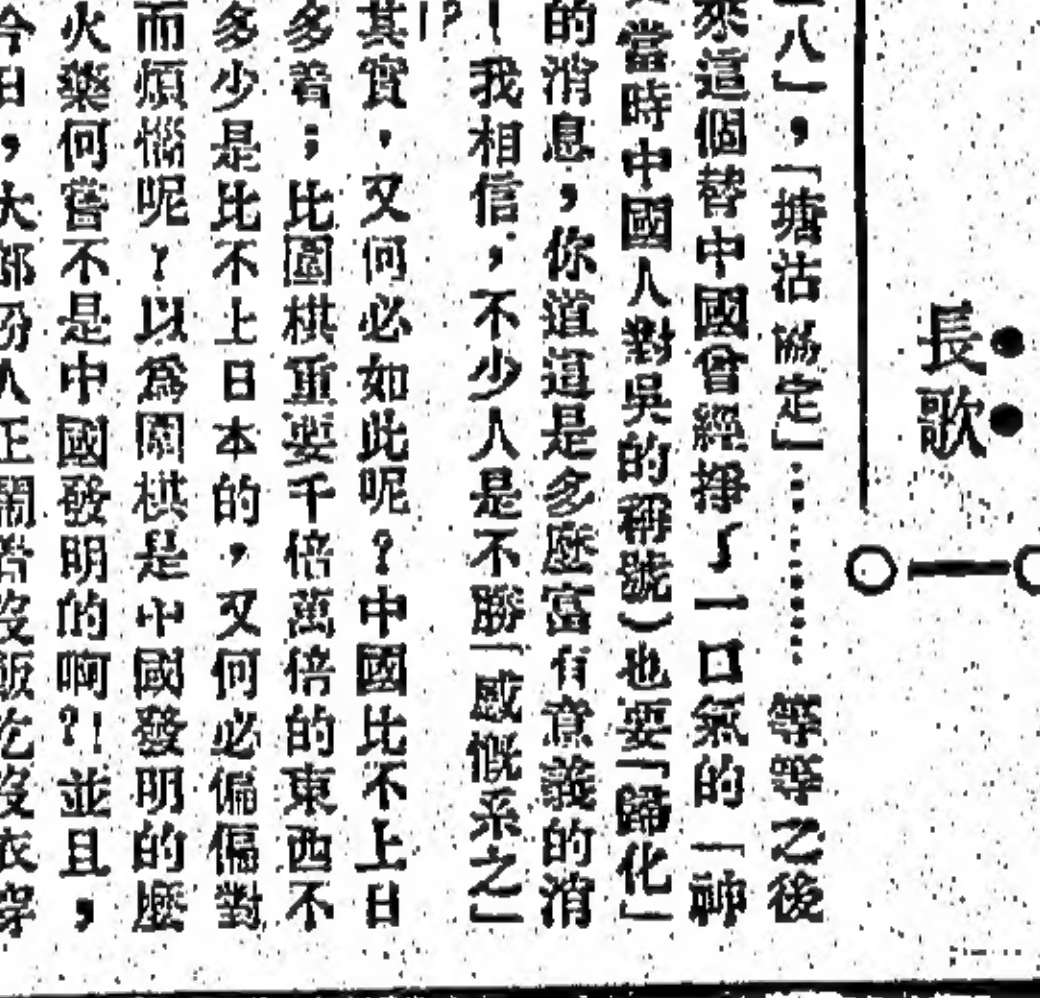 長歌
八」，「塘沽協定」………等等之後
來這個替中國曾經掙了一口氣的「神
當時中國人對吳的稱號）也要「歸化」
的消息，你道這是多麼富有意義的消
我相信，不少人是不勝「感慨系之」
其實，又何必如此呢？中國比不上日
多着；比圍棋重要千倍萬倍的東西不
多少是比不上日本的，又何必偏偏對
而煩惱呢？以為圍棋是中國發明的麼
火藥何嘗不是中國發明的啊？！並且，
今日，大部份人正鬧着沒飯吃沒衣穿